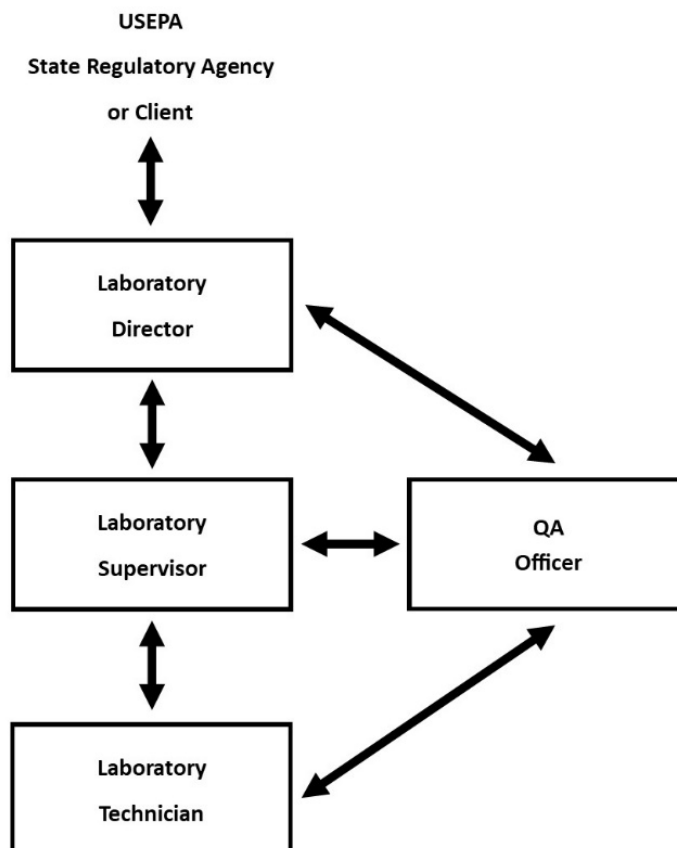 USEPA
State Regulatory Agency
or Client
Laboratory
Director
Laboratory
Supervisor
QA
Officer
Laboratory
Technician